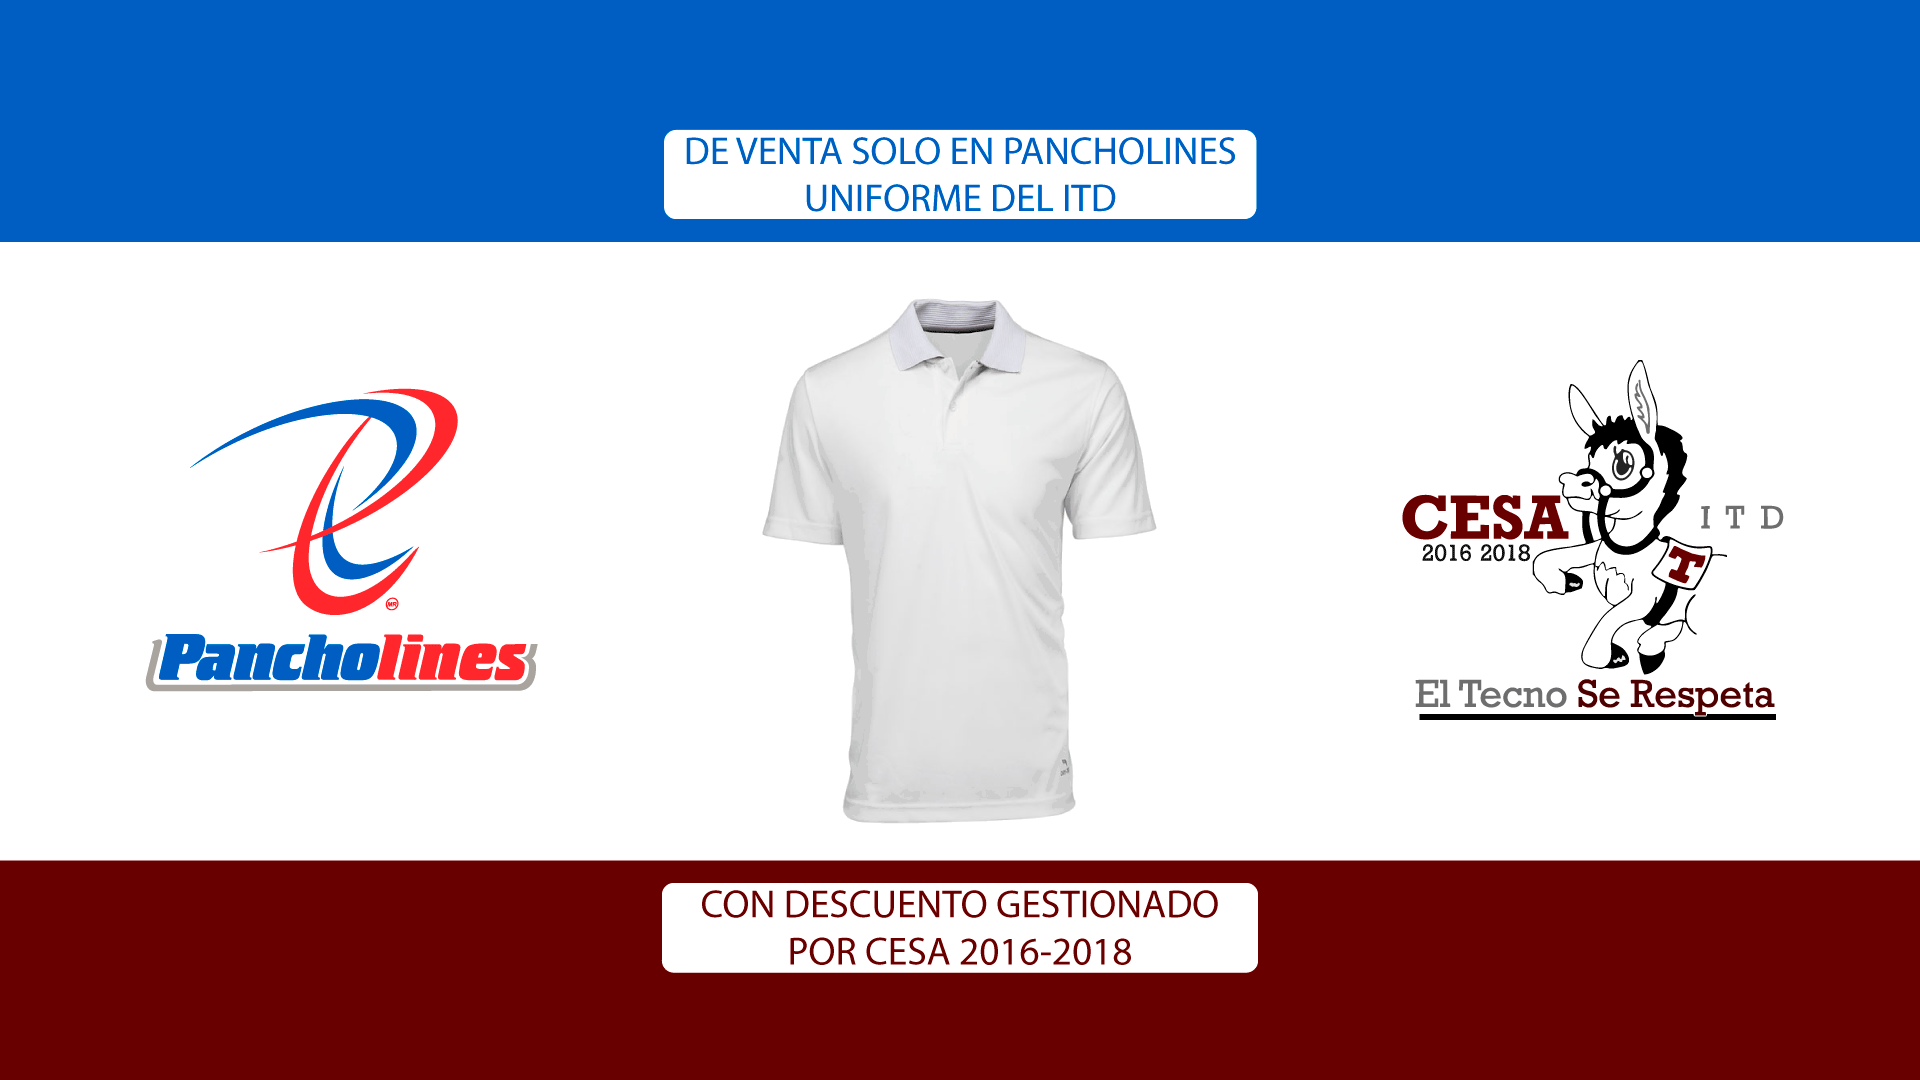 DE VENTA SOLO EN PANCHOLINES
UNIFORME DEL ITD
MR
Pancholines
CESA
2016 2018
I T D
T
El Tecno Se Respeta
CON DESCUENTO GESTIONADO
POR CESA 2016-2018